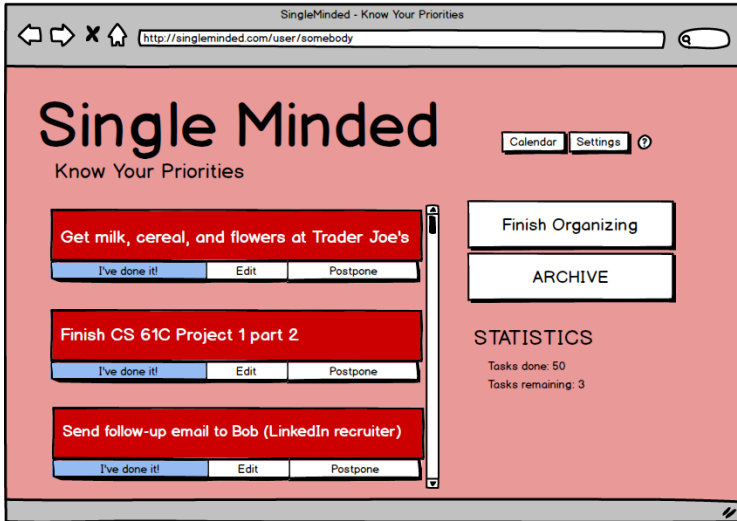 SingleMinded - Know Your Priorities
http://singleminded.com/user/somebody
Single Minded
Know Your Priorities
Calendar Settings ?
Get milk, cereal, and flowers at Trader Joe's
I've done it! Edit Postpone
Finish CS 61C Project 1 part 2
I've done it! Edit Postpone
Send follow-up email to Bob (LinkedIn recruiter)
I've done it! Edit Postpone
Finish Organizing
ARCHIVE
STATISTICS
Tasks done: 50
Tasks remaining: 3